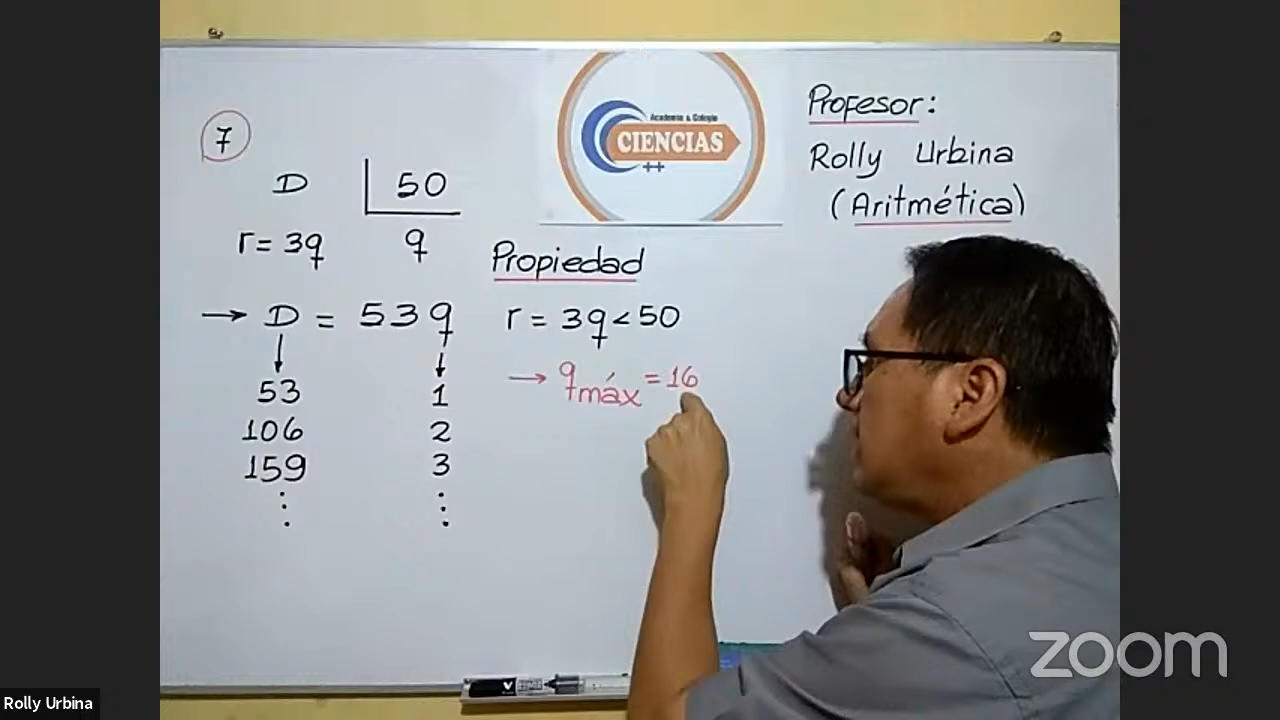 7
D 50
r = 3q q
→ D = 53q
53 1
106 2
159 3
Propiedad
r = 3q < 50
→ qmáx = 16
Academia & Colegio
CIENCIAS
++
Profesor:
Rolly Urbina
(Aritmética)
zoom
Rolly Urbina